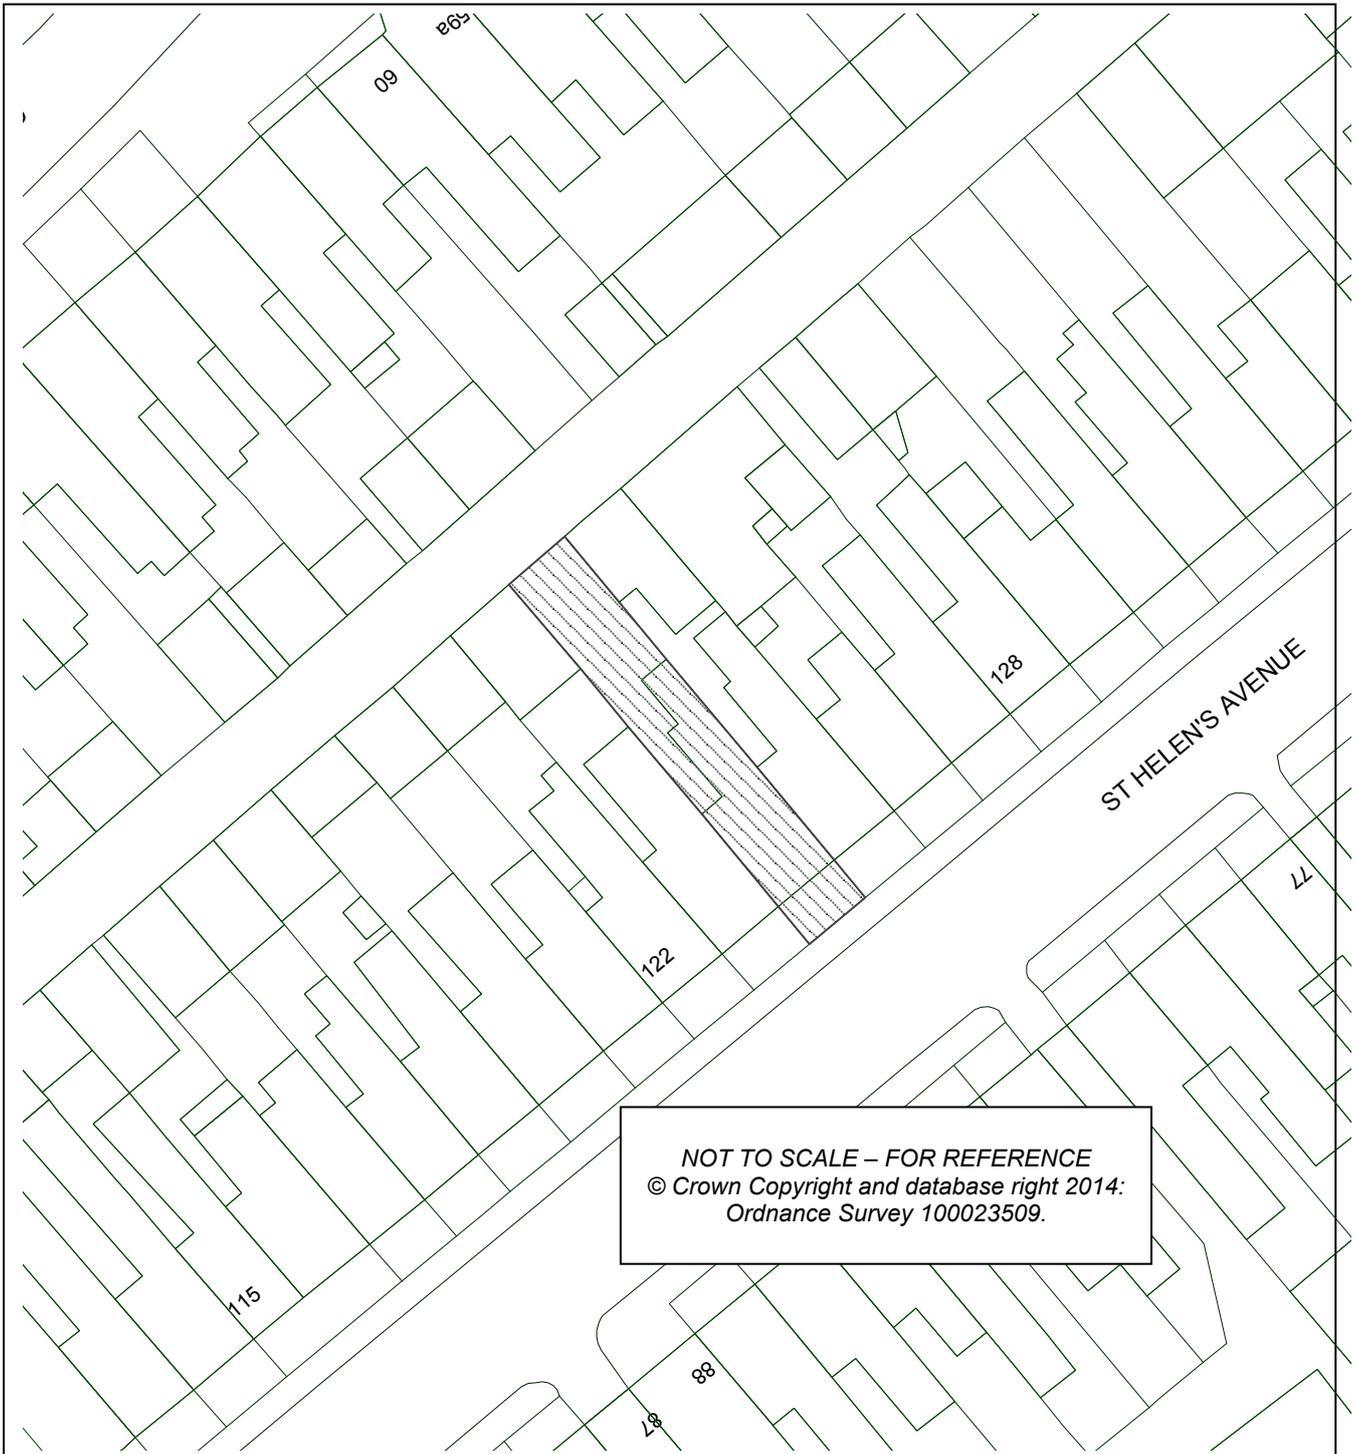 59a
60
128
ST HELEN'S AVENUE
77
122
NOT TO SCALE – FOR REFERENCE
© Crown Copyright and database right 2014:
Ordnance Survey 100023509.
115
88
87